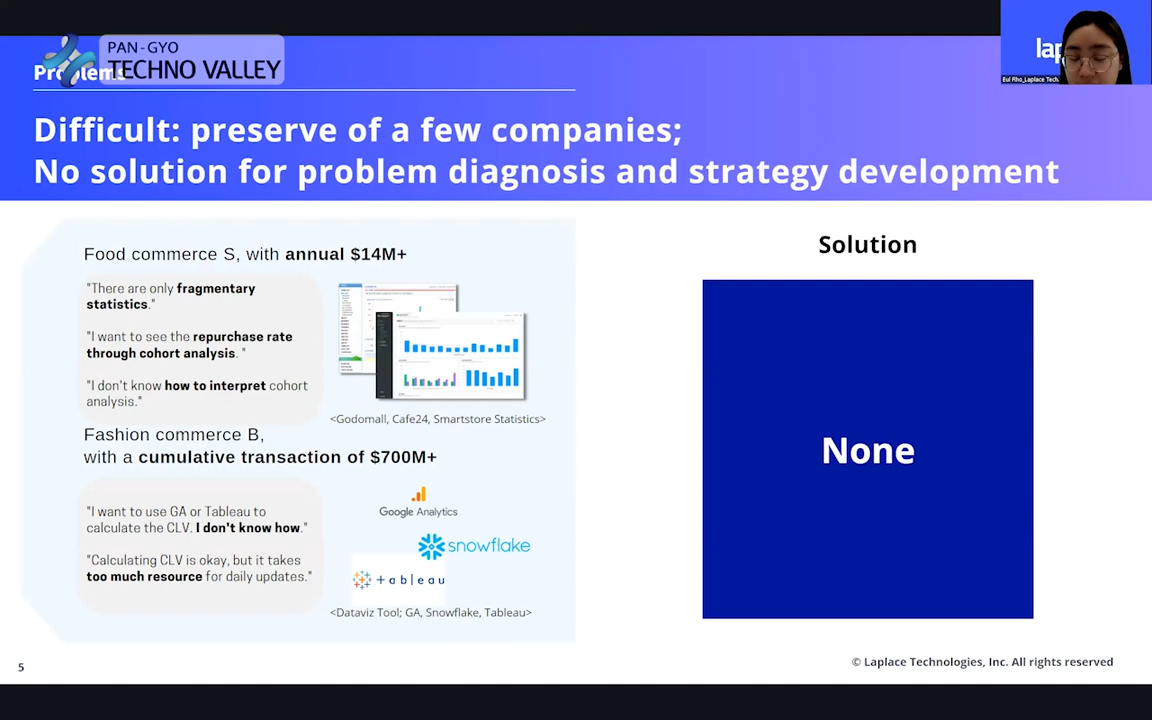 PAN-GYO
TECHNO VALLEY
Problems
Difficult: preserve of a few companies;
No solution for problem diagnosis and strategy development
Food commerce S, with annual $14M+
"There are only fragmentary
statistics."
"I want to see the repurchase rate
through cohort analysis. "
"I don't know how to interpret cohort
analysis."
<Godomall, Cafe24, Smartstore Statistics>
Fashion commerce B,
with a cumulative transaction of $700M+
"I want to use GA or Tableau to
calculate the CLV. I don't know how."
"Calculating CLV is okay, but it takes
too much resource for daily updates."
Google Analytics
snowflake
+ableau
<Dataviz Tool; GA, Snowflake, Tableau>
Solution
None
5
© Laplace Technologies, Inc. All rights reserved
lap
Eul Rho_Laplace Tech